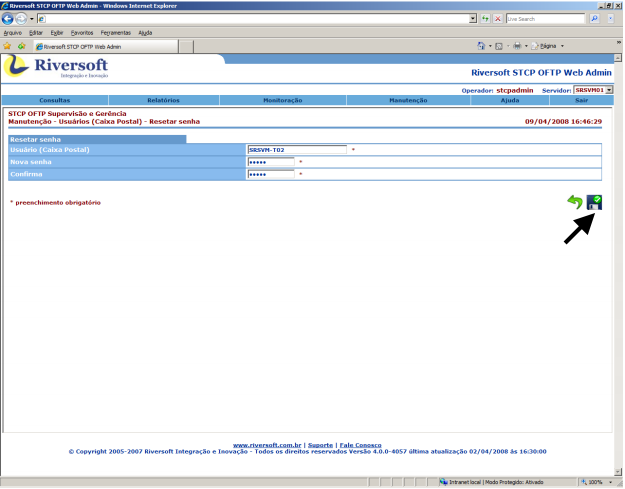 Riversoft STCP OFTP Web Admin - Windows Internet Explorer
Live Search
Arquivo Editar Exibir Favoritos Ferramentas Ajuda
Riversoft STCP OFTP Web Admin
Página
Riversoft
Integração e Inovação
Riversoft STCP OFTP Web Admin
Operador: stcpadmin Servidor: SRSVM01
Consultas Relatórios Monitoração Manutenção Ajuda Sair
STCP OFTP Supervisão e Gerência
Manutenção - Usuários (Caixa Postal) - Resetar senha 09/04/2008 16:46:29
Resetar senha
Usuário (Caixa Postal) SRSVM-T02 *
Nova senha ••••• *
Confirma ••••• *
* preenchimento obrigatório
www.riversoft.com.br | Suporte | Fale Conosco
© Copyright 2005-2007 Riversoft Integração e Inovação - Todos os direitos reservados Versão 4.0.0-4057 última atualização 02/04/2008 às 16:30:00
Intranet local | Modo Protegido: Ativado 100%